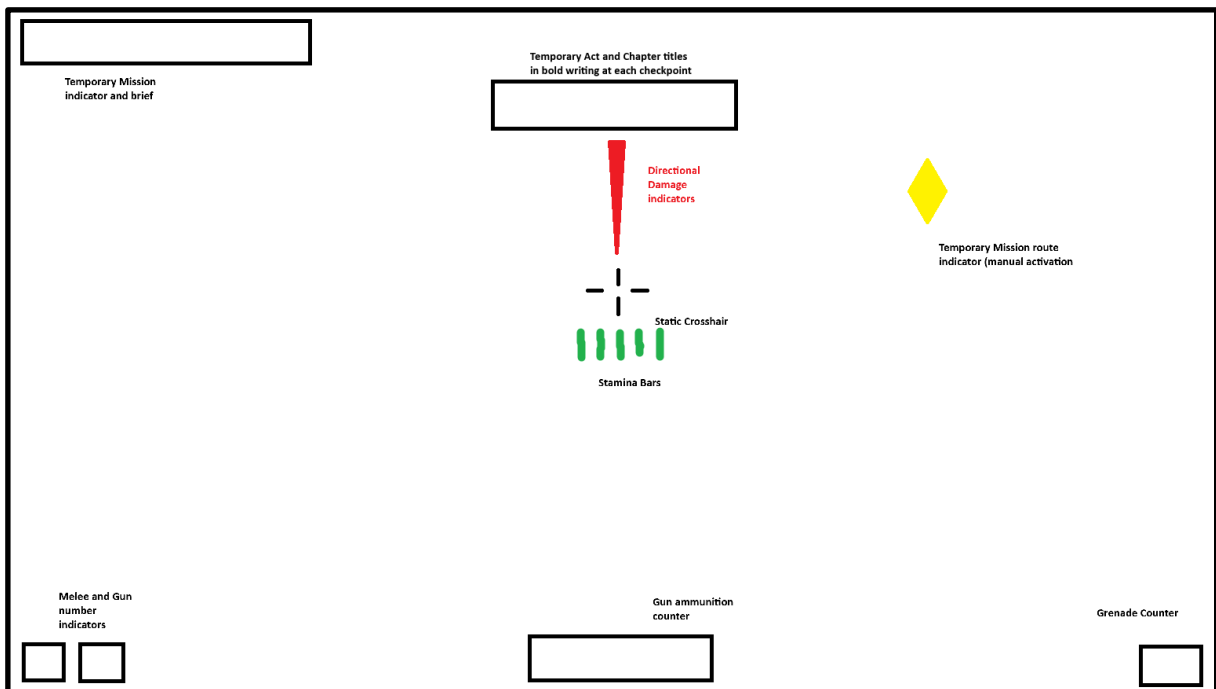 Temporary Mission
indicator and brief
Temporary Act and Chapter titles
in bold writing at each checkpoint
Directional
Damage
indicators
Temporary Mission route
indicator (manual activation
Static Crosshair
Stamina Bars
Melee and Gun
number
indicators
Gun ammunition
counter
Grenade Counter